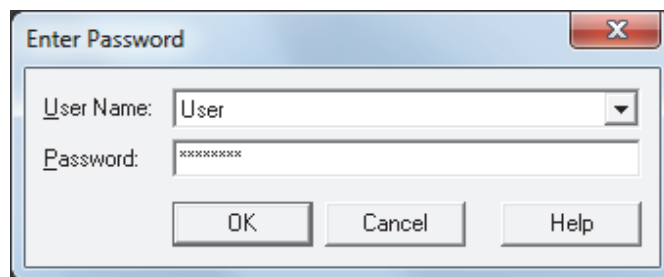 Enter Password
User Name: User
Password: ********
OK Cancel Help